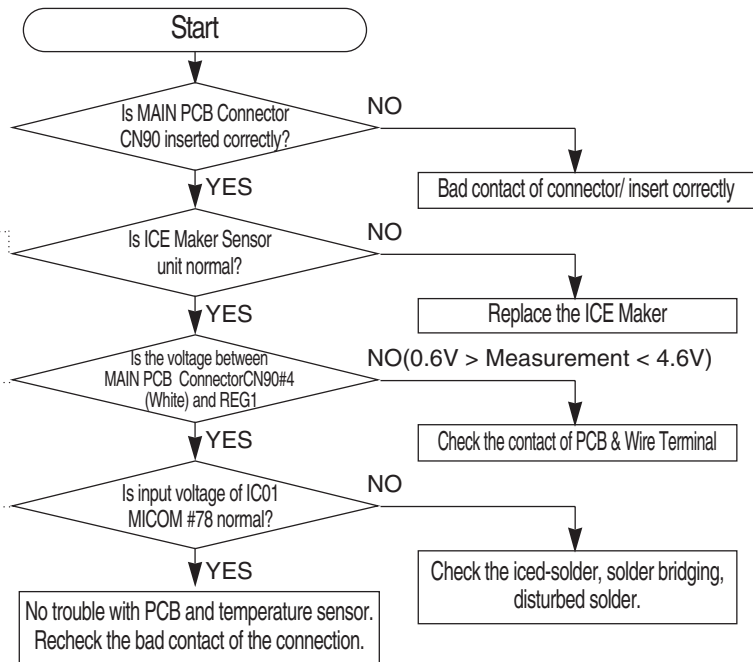 Start
Is MAIN PCB Connector
CN90 inserted correctly?
NO
Bad contact of connector/ insert correctly
YES
Is ICE Maker Sensor
unit normal?
NO
Replace the ICE Maker
YES
Is the voltage between
MAIN PCB ConnectorCN90#4
(White) and REG1
NO(0.6V > Measurement < 4.6V)
Check the contact of PCB & Wire Terminal
YES
Is input voltage of IC01
MICOM #78 normal?
NO
Check the iced-solder, solder bridging,
disturbed solder.
YES
No trouble with PCB and temperature sensor.
Recheck the bad contact of the connection.